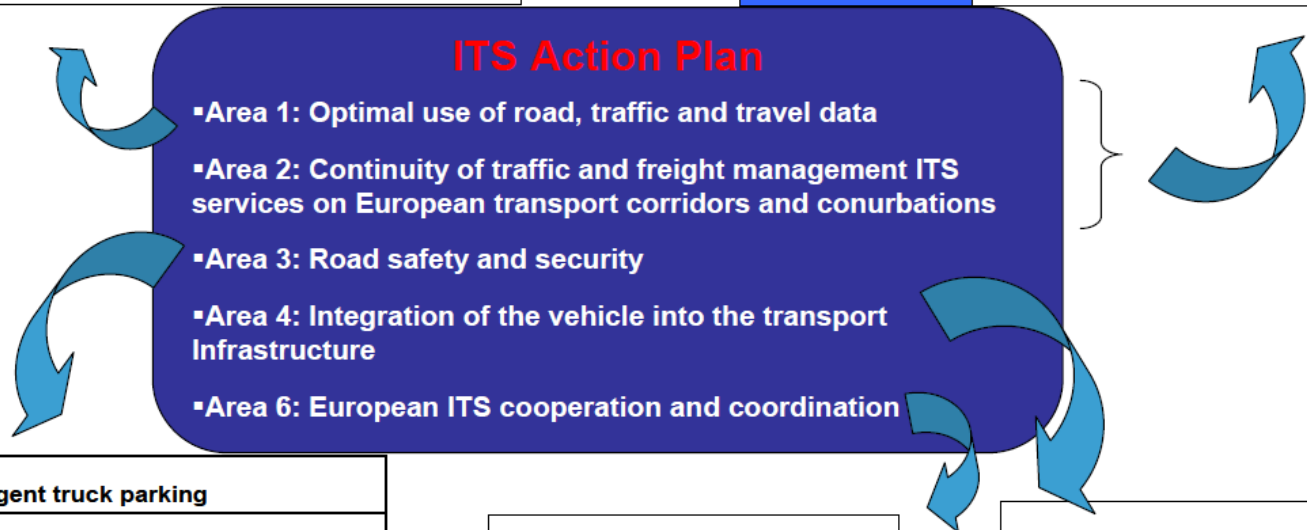 ITS Action Plan
▪Area 1: Optimal use of road, traffic and travel data
▪Area 2: Continuity of traffic and freight management ITS
services on European transport corridors and conurbations
▪Area 3: Road safety and security
▪Area 4: Integration of the vehicle into the transport
Infrastructure
▪Area 6: European ITS cooperation and coordination
gent truck parking